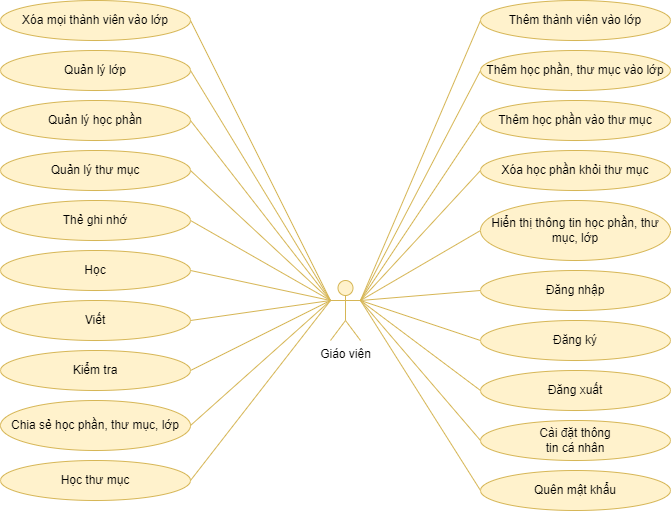 Xóa mọi thành viên vào lớp
Quản lý lớp
Quản lý học phần
Quản lý thư mục
Thẻ ghi nhớ
Học
Viết
Kiểm tra
Chia sẻ học phần, thư mục, lớp
Học thư mục
Giáo viên
Thêm thành viên vào lớp
Thêm học phần, thư mục vào lớp
Thêm học phần vào thư mục
Xóa học phần khỏi thư mục
Hiển thị thông tin học phần, thư
mục, lớp
Đăng nhập
Đăng ký
Đăng xuất
Cài đặt thông
tin cá nhân
Quên mật khẩu